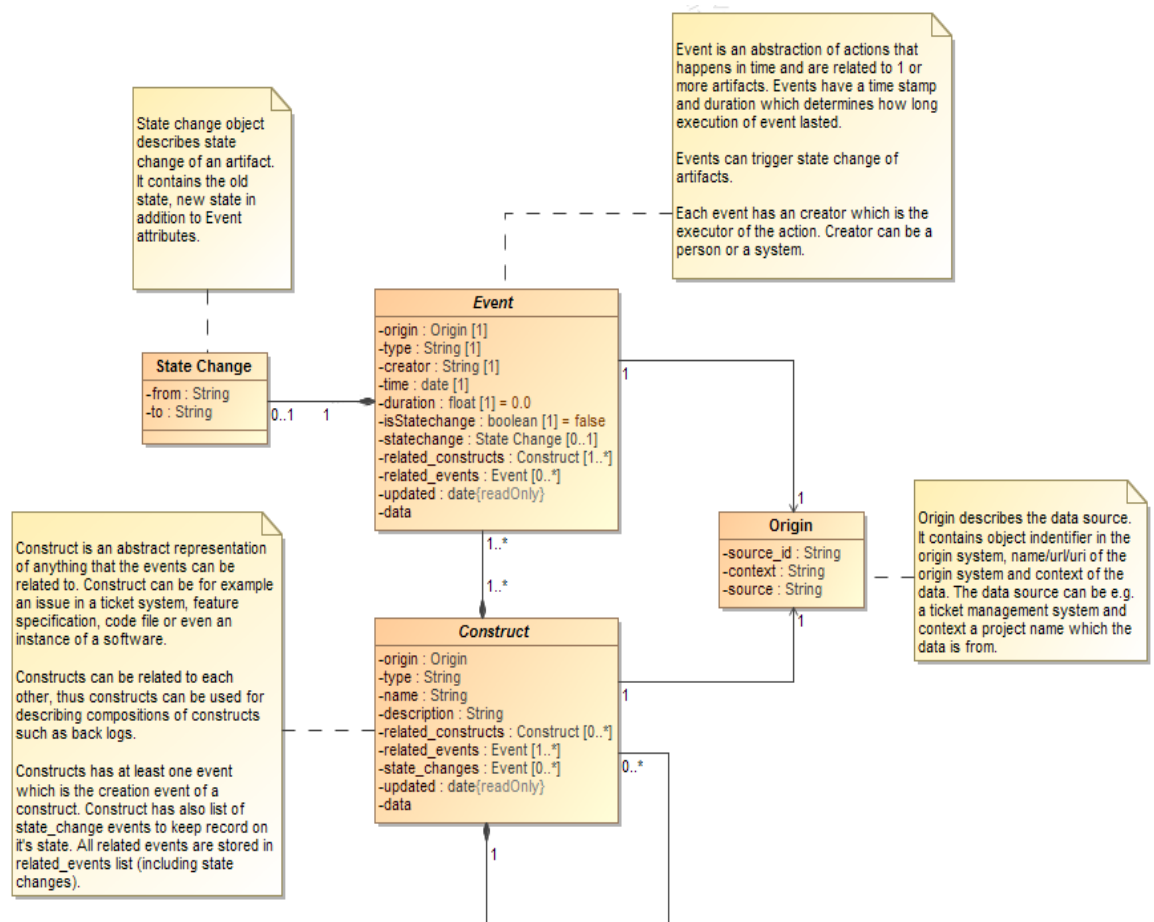 Event is an abstraction of actions that
happens in time and are related to 1 or
more artifacts. Events have a time stamp
and duration which determines how long
execution of event lasted.
Events can trigger state change of
artifacts.
Each event has an creator which is the
executor of the action. Creator can be a
person or a system.
State change object
describes state
change of an artifact.
It contains the old
state, new state in
addition to Event
attributes.
Event
-origin : Origin [1]
-type : String [1]
-creator : String [1]
-time : date [1]
-duration : float [1] = 0.0
-isStatechange : boolean [1] = false
-statechange : State Change [0..1]
-related_constructs : Construct [1..*]
-related_events : Event [0..*]
-updated : date{readOnly}
-data
State Change
-from : String
-to : String
0..1
1
1
1
Origin
-source_id : String
-context : String
-source : String
1
Origin describes the data source.
It contains object indentifier in the
origin system, name/url/uri of the
origin system and context of the
data. The data source can be e.g.
a ticket management system and
context a project name which the
data is from.
1..*
1..*
Construct is an abstract representation
of anything that the events can be
related to. Construct can be for example
an issue in a ticket system, feature
specification, code file or even an
instance of a software.
Constructs can be related to each
other, thus constructs can be used for
describing compositions of constructs
such as back logs.
Constructs has at least one event
which is the creation event of a
construct. Construct has also list of
state_change events to keep record on
it's state. All related events are stored in
related_events list (including state
changes).
Construct
-origin : Origin
-type : String
-name : String
-description : String
-related_constructs : Construct [0..*]
-related_events : Event [1..*]
-state_changes : Event [0..*]
-updated : date{readOnly}
-data
1
0..*
1